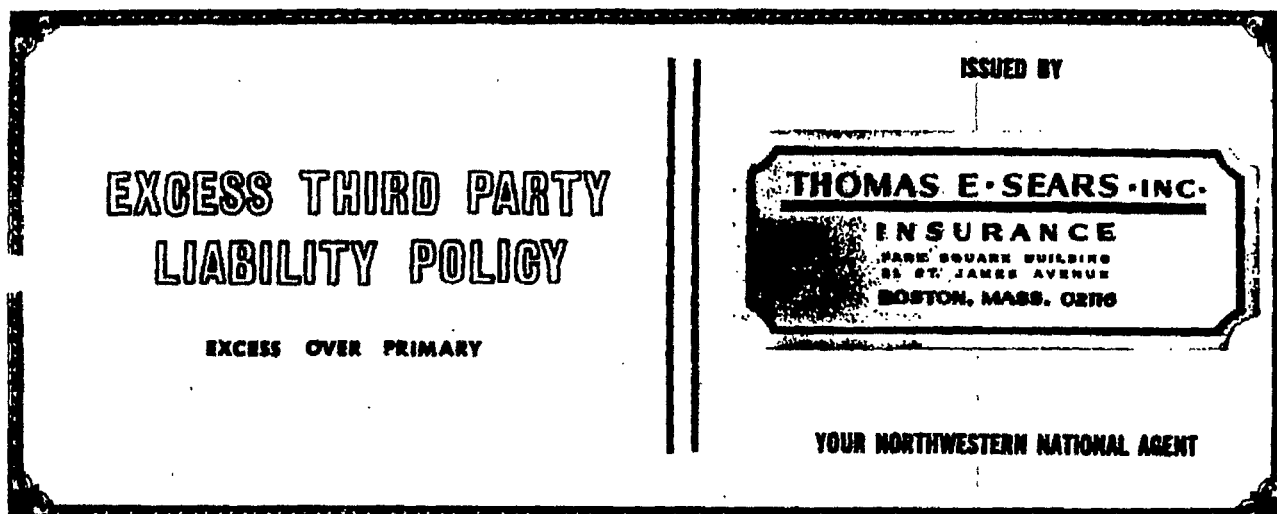 EXCESS THIRD PARTY
LIABILITY POLICY
EXCESS OVER PRIMARY
ISSUED BY
THOMAS E · SEARS · INC ·
INSURANCE
PARK SQUARE BUILDING
31 ST. JAMES AVENUE
BOSTON, MASS. 02116
YOUR NORTHWESTERN NATIONAL AGENT